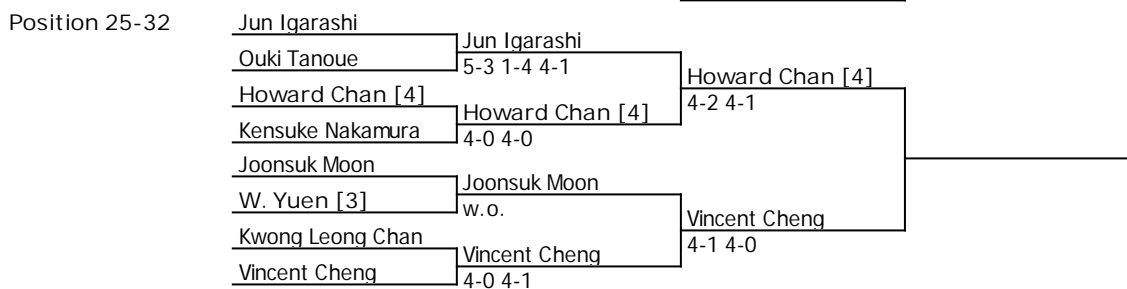 Position 25-32
Jun Igarashi
Jun Igarashi
Ouki Tanoue
5-3 1-4 4-1
Howard Chan [4]
Howard Chan [4]
4-2 4-1
Howard Chan [4]
Kensuke Nakamura
4-0 4-0
Joonsuk Moon
Joonsuk Moon
W. Yuen [3]
w.o.
Vincent Cheng
Kwong Leong Chan
4-1 4-0
Vincent Cheng
Vincent Cheng
4-0 4-1